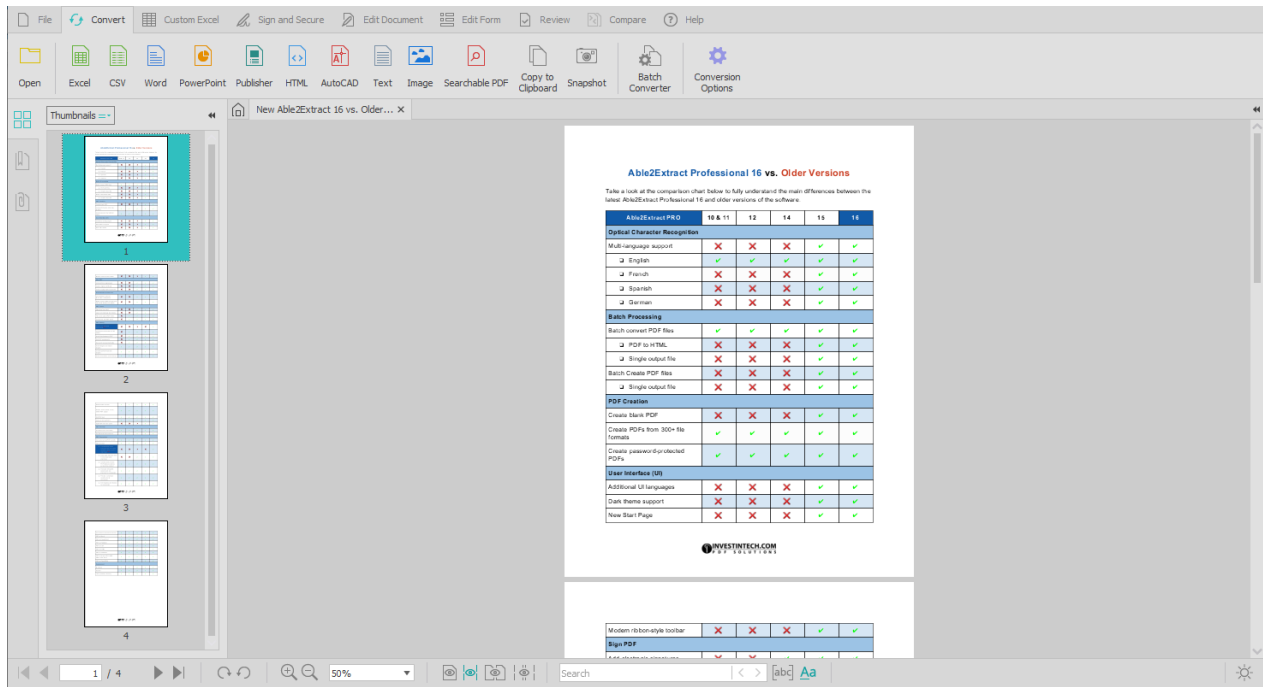 File Convert Custom Excel Sign and Secure Edit Document Edit Form Review Compare Help
Open Excel CSV Word PowerPoint Publisher HTML AutoCAD Text Image Searchable PDF Copy to Clipboard Snapshot Batch Converter Conversion Options
Thumbnails
New Able2Extract 16 vs. Older...
1
2
3
4
Able2Extract Professional 16 vs. Older Versions
Take a look at the comparison chart below to fully understand the main differences between the
latest Able2Extract Professional 16 and older versions of the software
Able2Extract PRO 10 & 11 12 14 15 16
Optical Character Recognition
Multi-language support
English
French
Spanish
German
Batch Processing
Batch convert PDF files
PDF to HTML
Single output file
Batch Create PDF files
Single output file
PDF Creation
Create blank PDF
Create PDFs from 300+ file
formats
Create password-protected
PDFs
User Interface (UI)
Additional UI languages
Dark theme support
New Start Page
INVESTINTECH.COM
PDF SOLUTIONS
Modern ribbon-style toolbar
Sign PDF
1 / 4 50% Search [abc] Aa